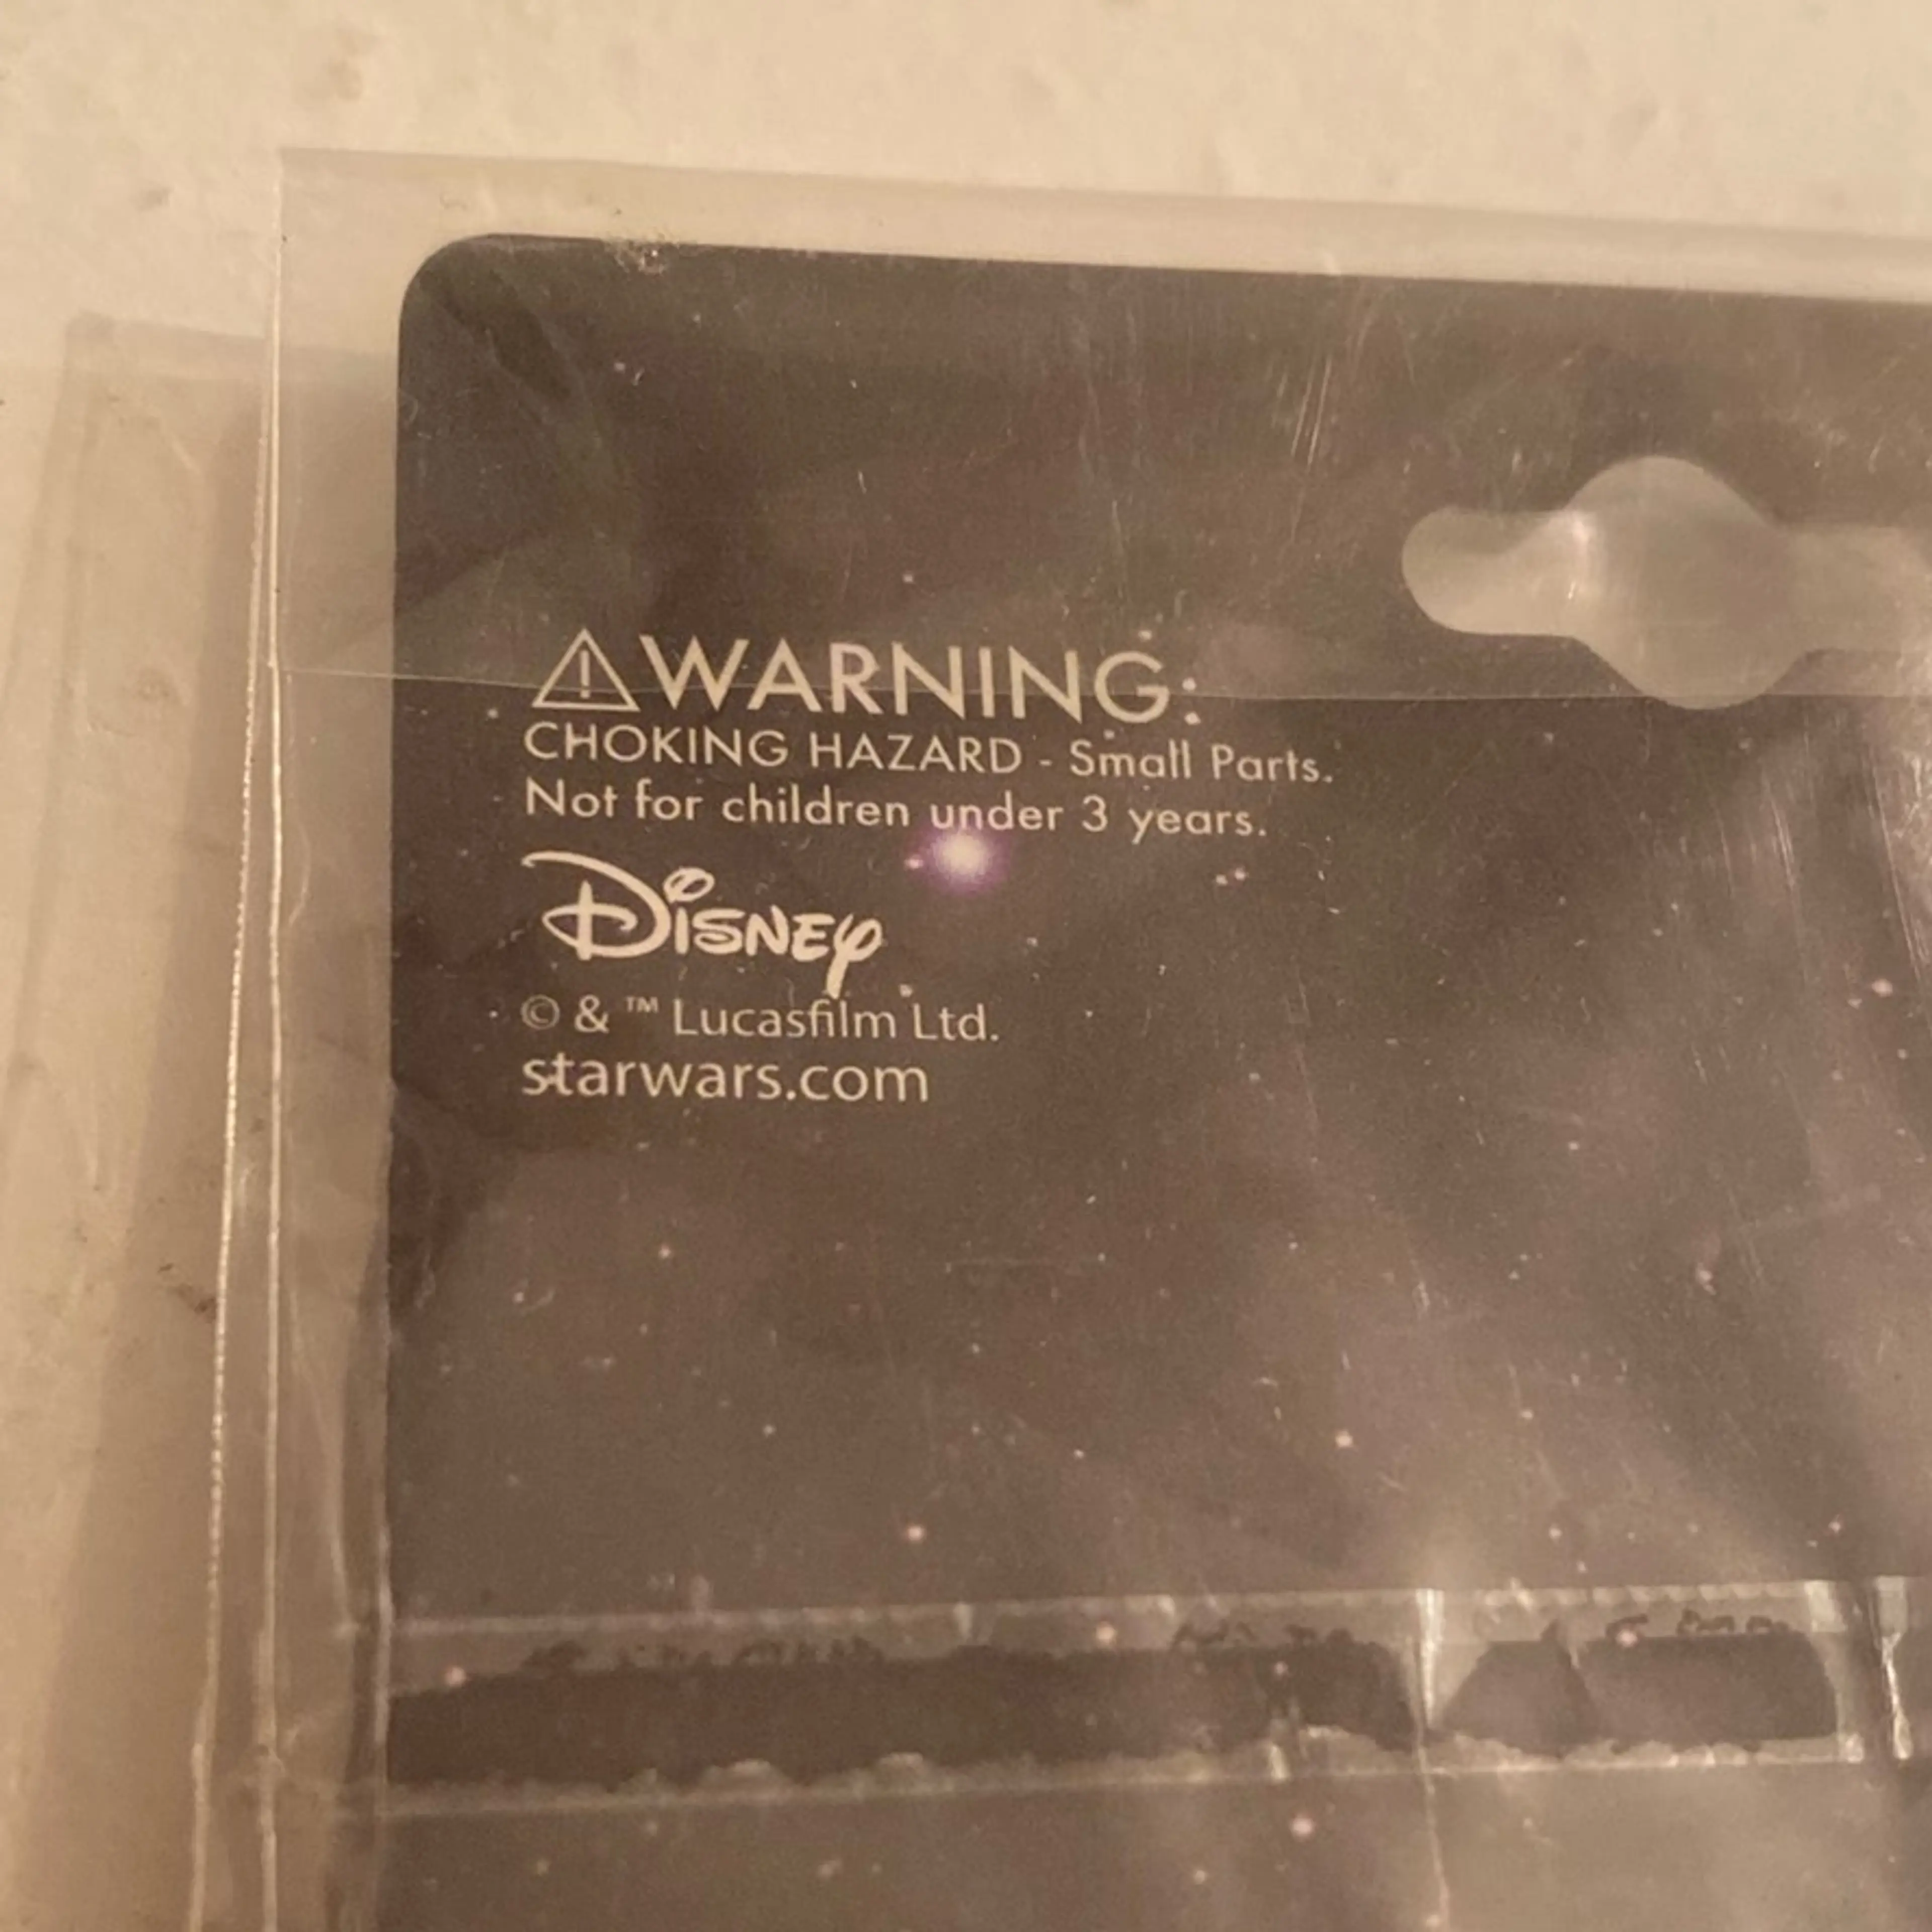 ⚠WARNING:
CHOKING HAZARD - Small Parts.
Not for children under 3 years.
Disney
© & ™ Lucasfilm Ltd.
starwars.com